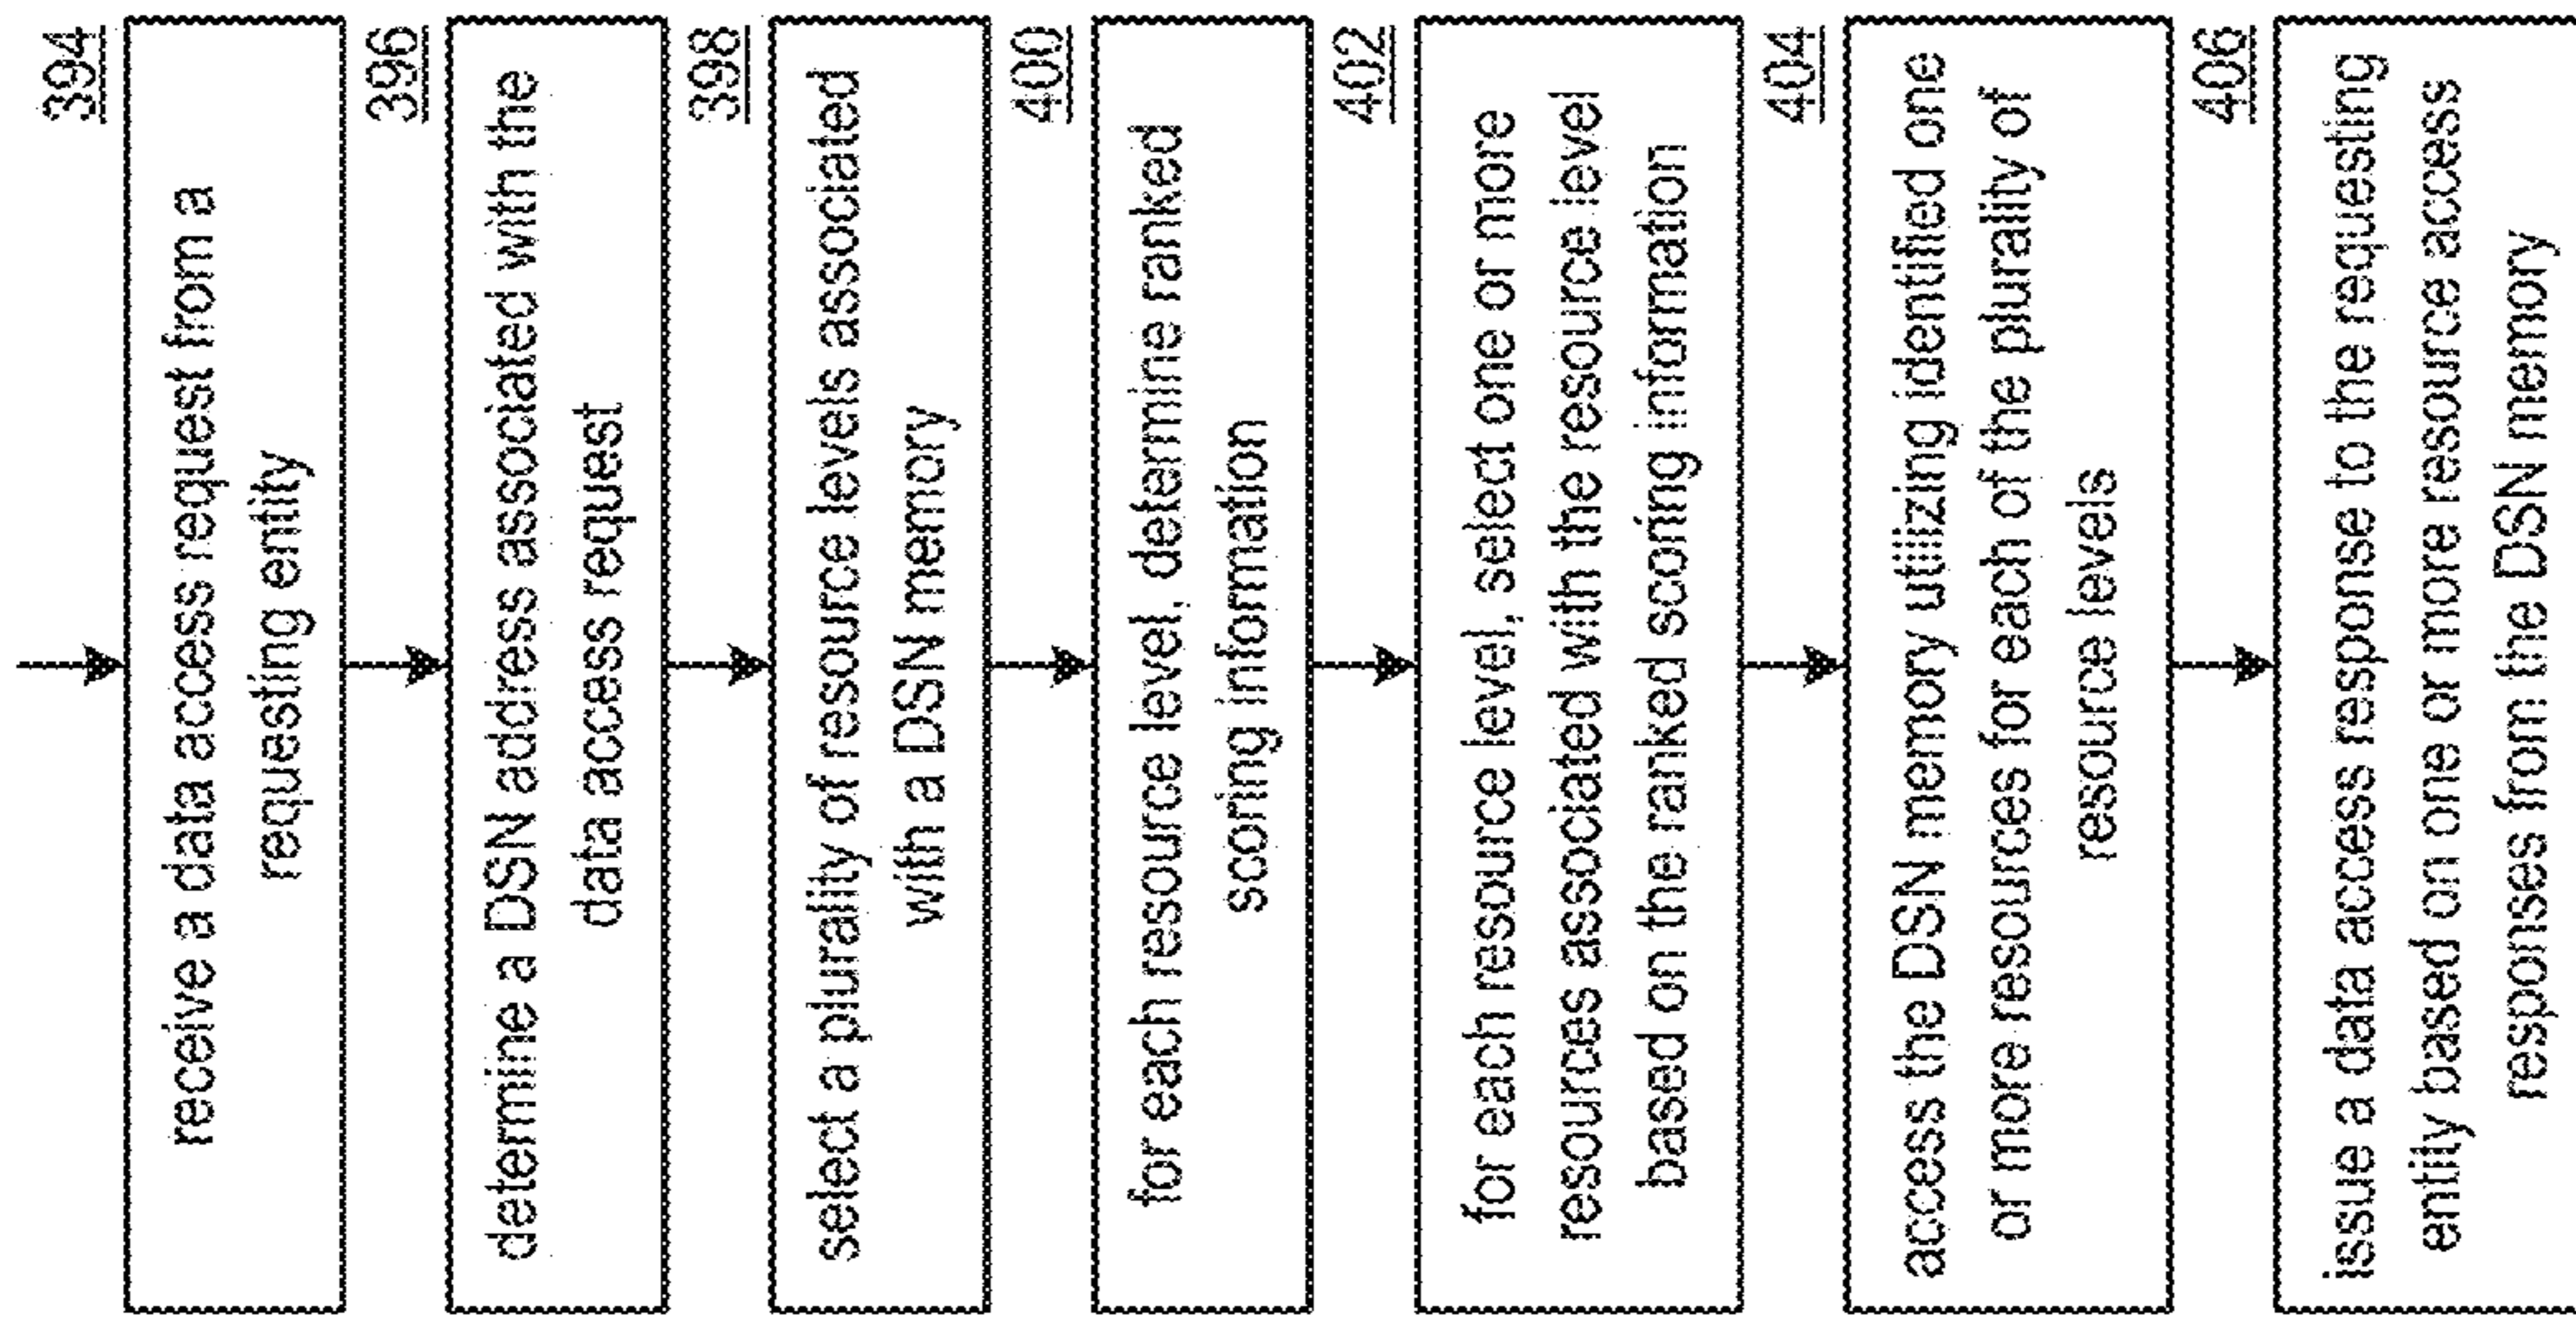 394
receive a data access request from a
requesting entity
396
determine a DSN address associated with the
data access request
398
select a plurality of resource levels associated
with a DSN memory
400
for each resource level, determine ranked
scoring information
402
for each resource level, select one or more
resources associated with the resource level
based on the ranked scoring information
404
access the DSN memory utilizing identified one
or more resources for each of the plurality of
resource levels
406
issue a data access response to the requesting
entity based on one or more resource access
responses from the DSN memory